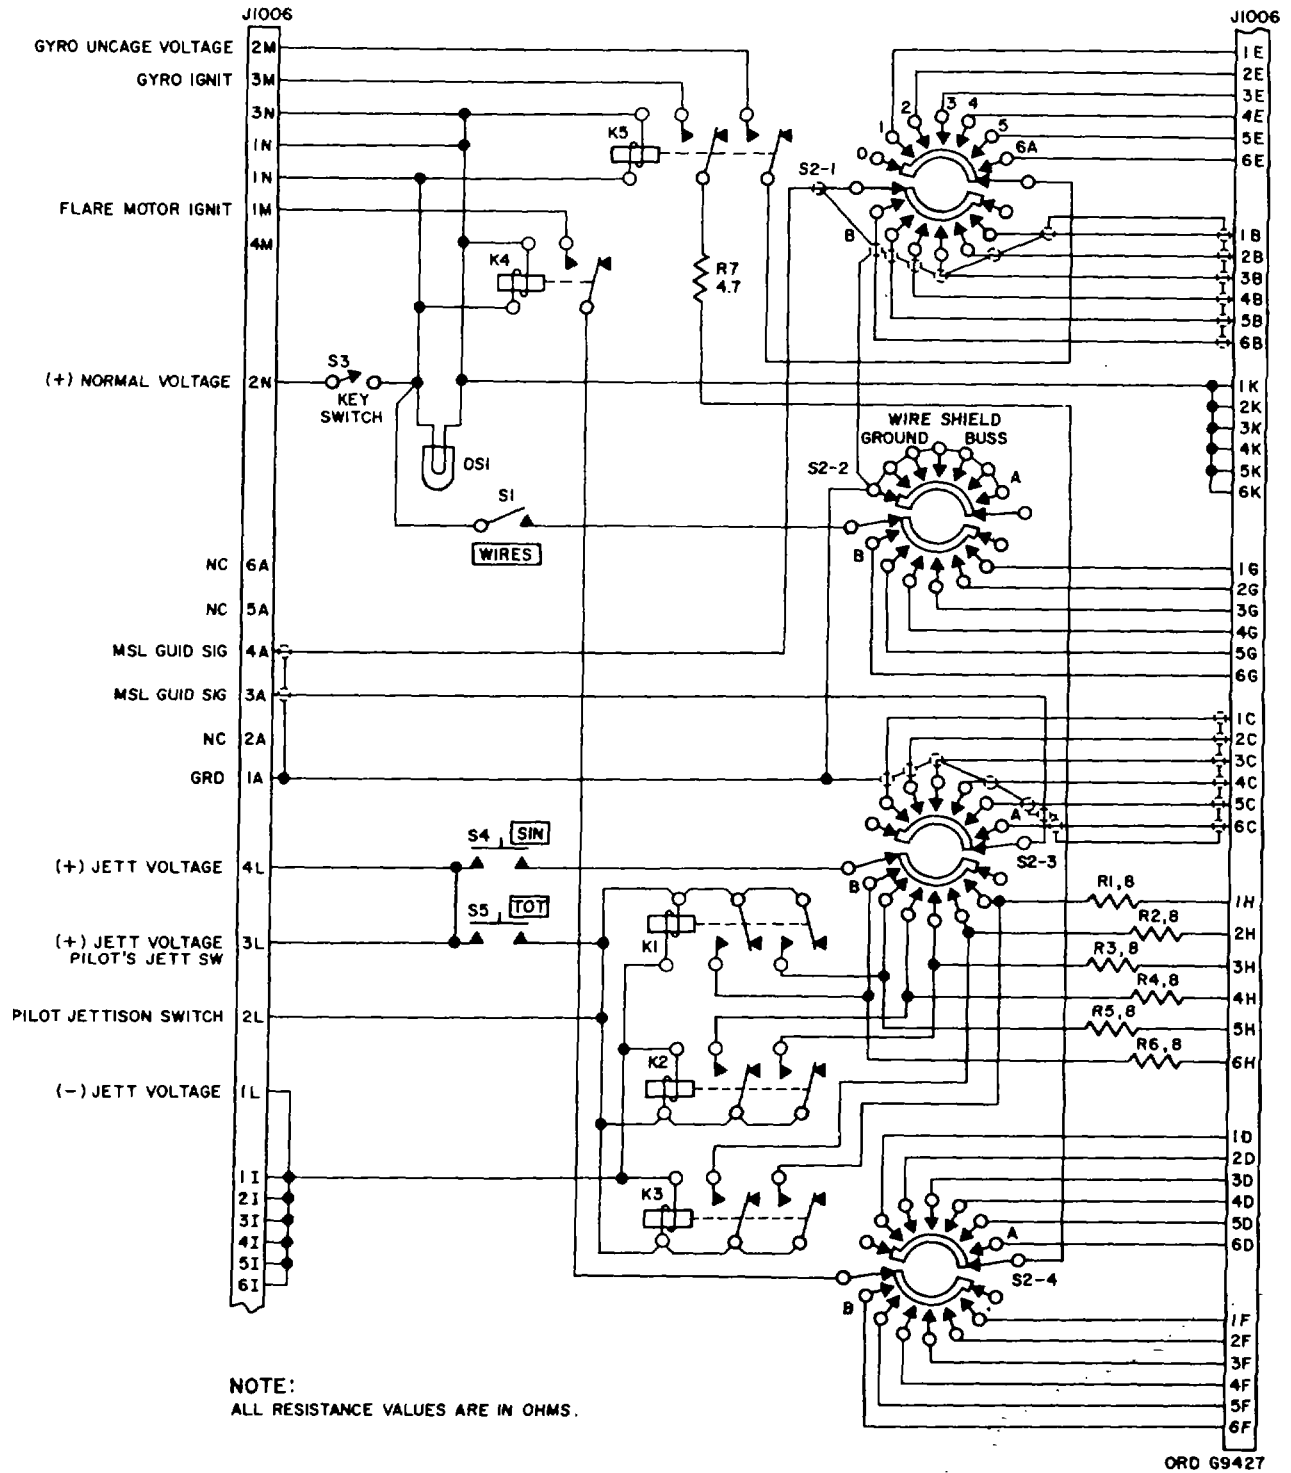 J1006
J1006
GYRO UNCAGE VOLTAGE 2M
GYRO IGNIT 3M
3N
1N
1N
FLARE MOTOR IGNIT 1M
4M
(+) NORMAL VOLTAGE 2N
NC 6A
NC 5A
MSL GUID SIG 4A
MSL GUID SIG 3A
NC 2A
GRD 1A
(+) JETT VOLTAGE 4L
(+) JETT VOLTAGE 3L
PILOT'S JETT SW
PILOT JETTISON SWITCH 2L
(-) JETT VOLTAGE 1L
1I
2I
3I
4I
5I
6I
K5
K4
R7
4.7
S3
KEY
SWITCH
DS1
S1
WIRES
S4 SIN
S5 TOT
K1
K2
K3
S2-1
0
1
2
3
4
5
6A
B
WIRE SHIELD
GROUND BUSS
S2-2
A
B
A
S2-3
B
R1,8
R2,8
R3,8
R4,8
R5,8
R6,8
A
S2-4
B
1E
2E
3E
4E
5E
6E
1B
2B
3B
4B
5B
6B
1K
2K
3K
4K
5K
6K
1G
2G
3G
4G
5G
6G
1C
2C
3C
4C
5C
6C
1H
2H
3H
4H
5H
6H
1D
2D
3D
4D
5D
6D
1F
2F
3F
4F
5F
6F
NOTE:
ALL RESISTANCE VALUES ARE IN OHMS.
ORD G9427